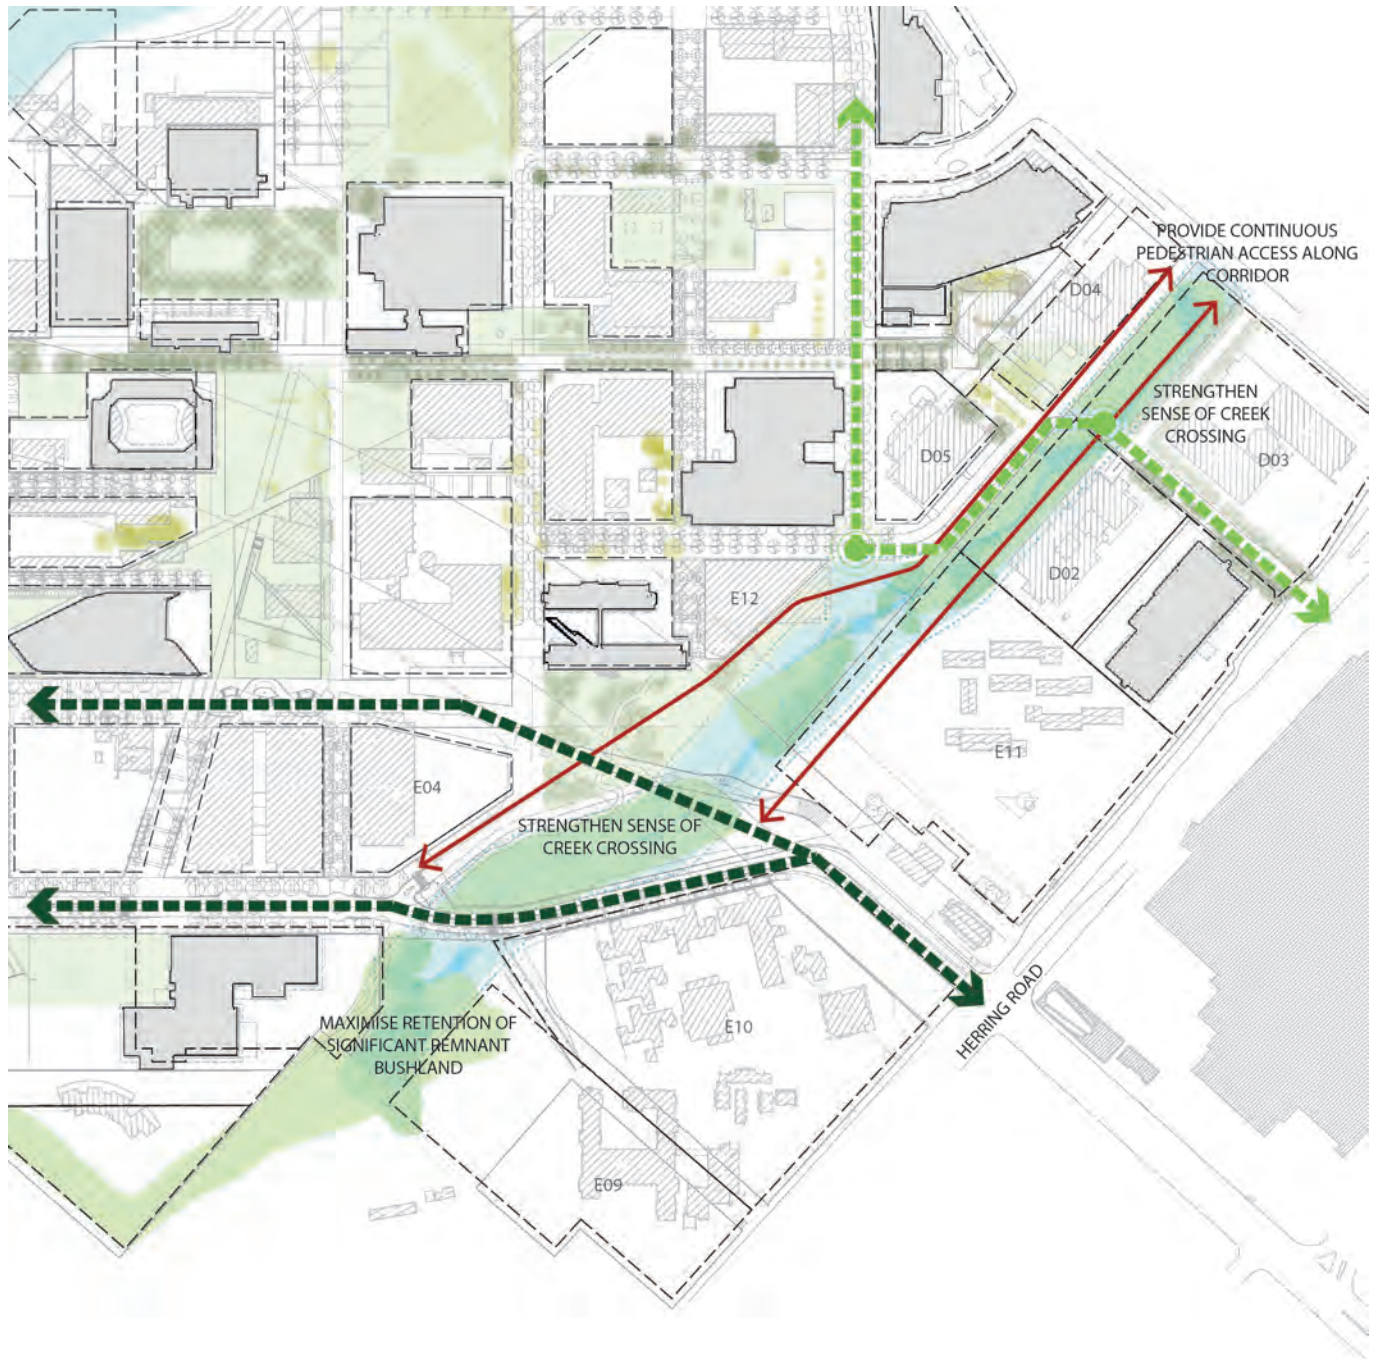 PROVIDE CONTINUOUS
PEDESTRIAN ACCESS ALONG
CORRIDOR
D04
STRENGTHEN
SENSE OF CREEK
CROSSING
D05
D03
D02
E12
E11
E04
STRENGTHEN SENSE OF
CREEK CROSSING
HERRING ROAD
MAXIMISE RETENTION OF
SIGNIFICANT REMNANT
BUSHLAND
E10
E09